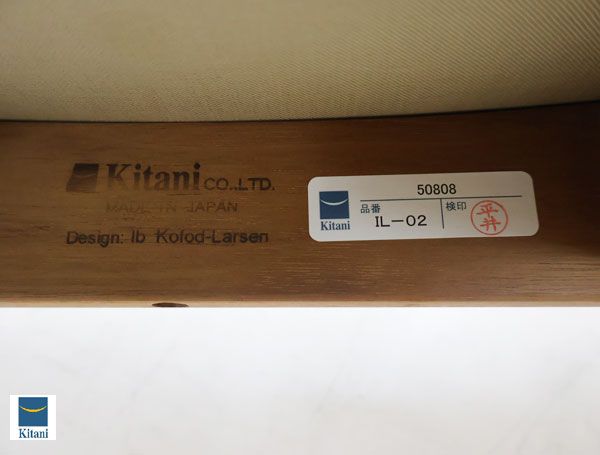 Kitani CO.,LTD.
MADE IN JAPAN
Design: Ib Kofod-Larsen
50808
Kitani
品番
IL-02
検印
平井
Kitani